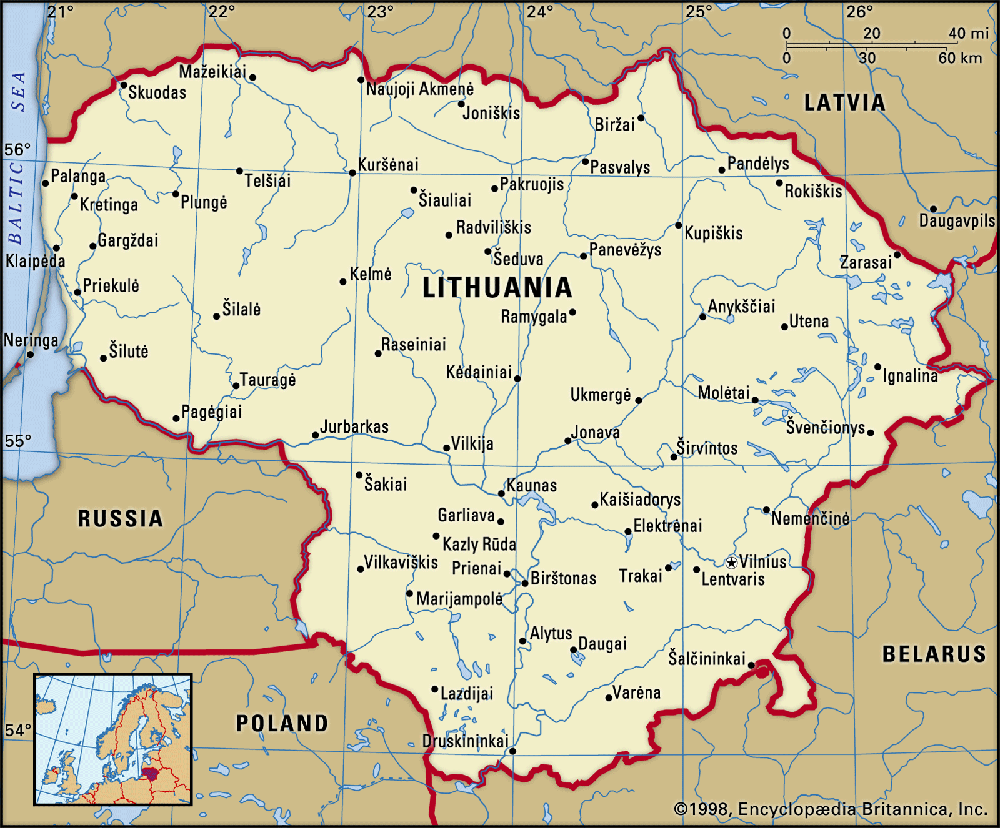 21°
22°
23°
24°
25°
26°
0 20 40 mi
0 30 60 km
Mažeikiai
Skuodas
Naujoji Akmenė
Joniškis
LATVIA
Biržai
BALTIC SEA
56°
Palanga
Telšiai
Kuršėnai
Pasvalys
Pandėlys
Kretinga
Plungė
Šiauliai
Pakruojis
Rokiškis
Daugavpils
Gargždai
Radviliškis
Kupiškis
Klaipėda
Šeduva
Panevėžys
Zarasai
Priekulė
Kelmė
LITHUANIA
Šilalė
Ramygala
Anykščiai
Utena
Neringa
Šilutė
Raseiniai
Tauragė
Kėdainiai
Ignalina
Ukmergė
Molėtai
Pagėgiai
Jurbarkas
Jonava
Švenčionys
55°
Vilkija
Širvintos
Šakiai
Kaunas
Kaišiadorys
RUSSIA
Garliava
Elektrėnai
Nemenčinė
Kazly Rūda
Vilkaviškis
Prienai
Birštonas
Trakai
Vilnius
Lentvaris
Marijampolė
Alytus
Daugai
Šalčininkai
BELARUS
Lazdijai
Varėna
POLAND
54°
Druskininkai
©1998, Encyclopædia Britannica, Inc.